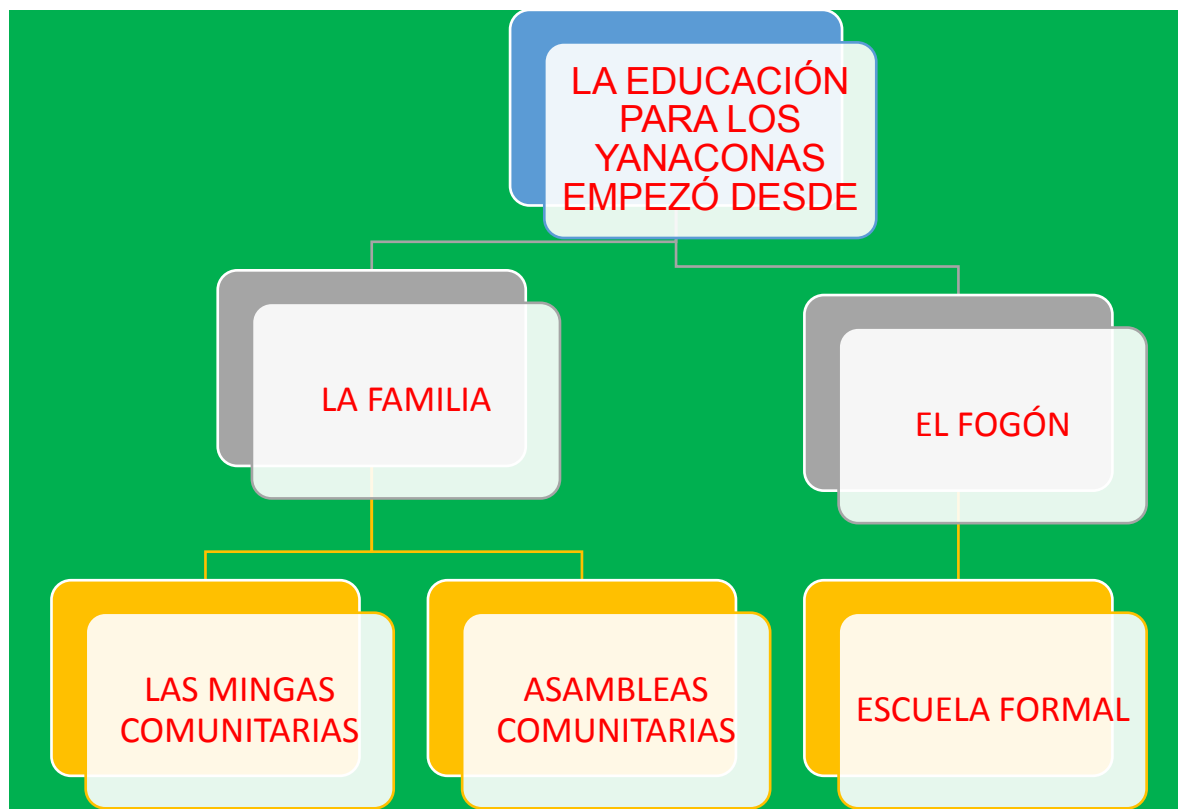 LA EDUCACIÓN
PARA LOS
YANACONAS
EMPEZÓ DESDE
LA FAMILIA
EL FOGÓN
LAS MINGAS
COMUNITARIAS
ASAMBLEAS
COMUNITARIAS
ESCUELA FORMAL